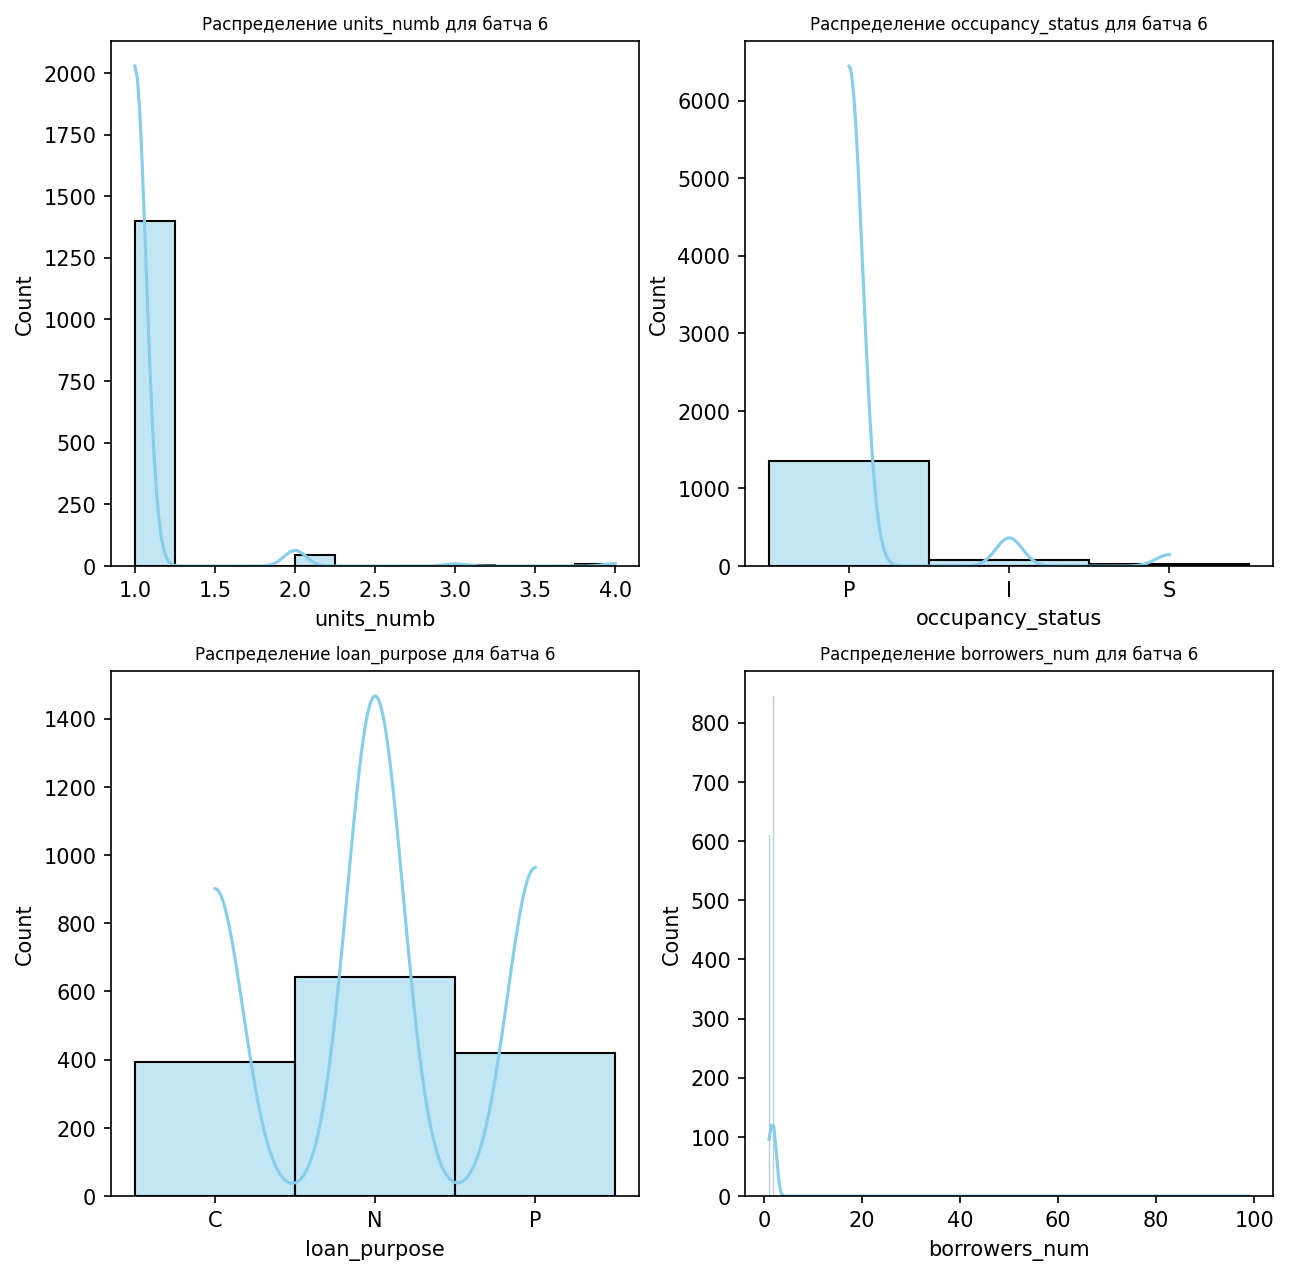 Распределение units_numb для батча 6
Count
2000
1750
1500
1250
1000
750
500
250
0
1.0 1.5 2.0 2.5 3.0 3.5 4.0
units_numb
Распределение occupancy_status для батча 6
Count
6000
5000
4000
3000
2000
1000
0
P I S
occupancy_status
Распределение loan_purpose для батча 6
Count
1400
1200
1000
800
600
400
200
0
C N P
loan_purpose
Распределение borrowers_num для батча 6
Count
800
700
600
500
400
300
200
100
0
0 20 40 60 80 100
borrowers_num